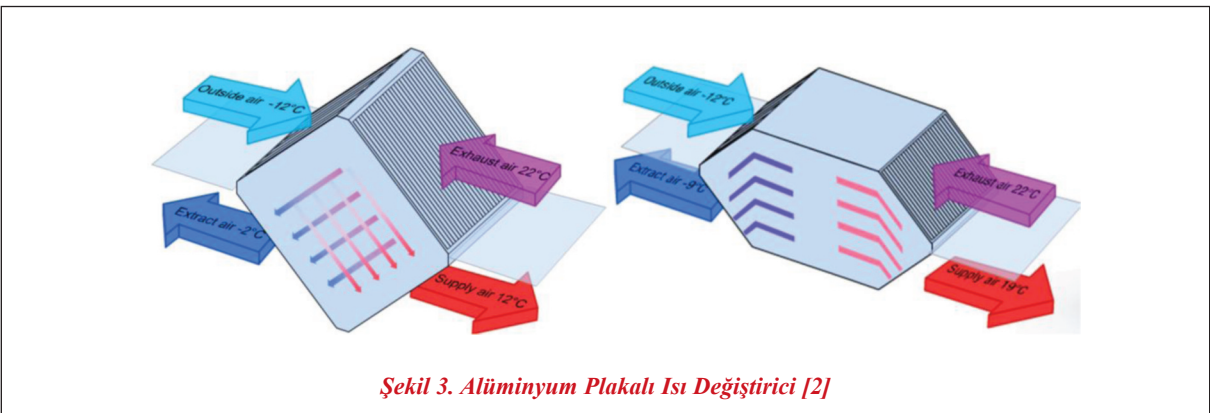 Outside air -12°C
Exhaust air 22°C
Extract air -2°C
Supply air 12°C
Outside air -12°C
Exhaust air 22°C
Extract air -9°C
Supply air 19°C
Şekil 3. Alüminyum Plakalı Isı Değiştirici [2]